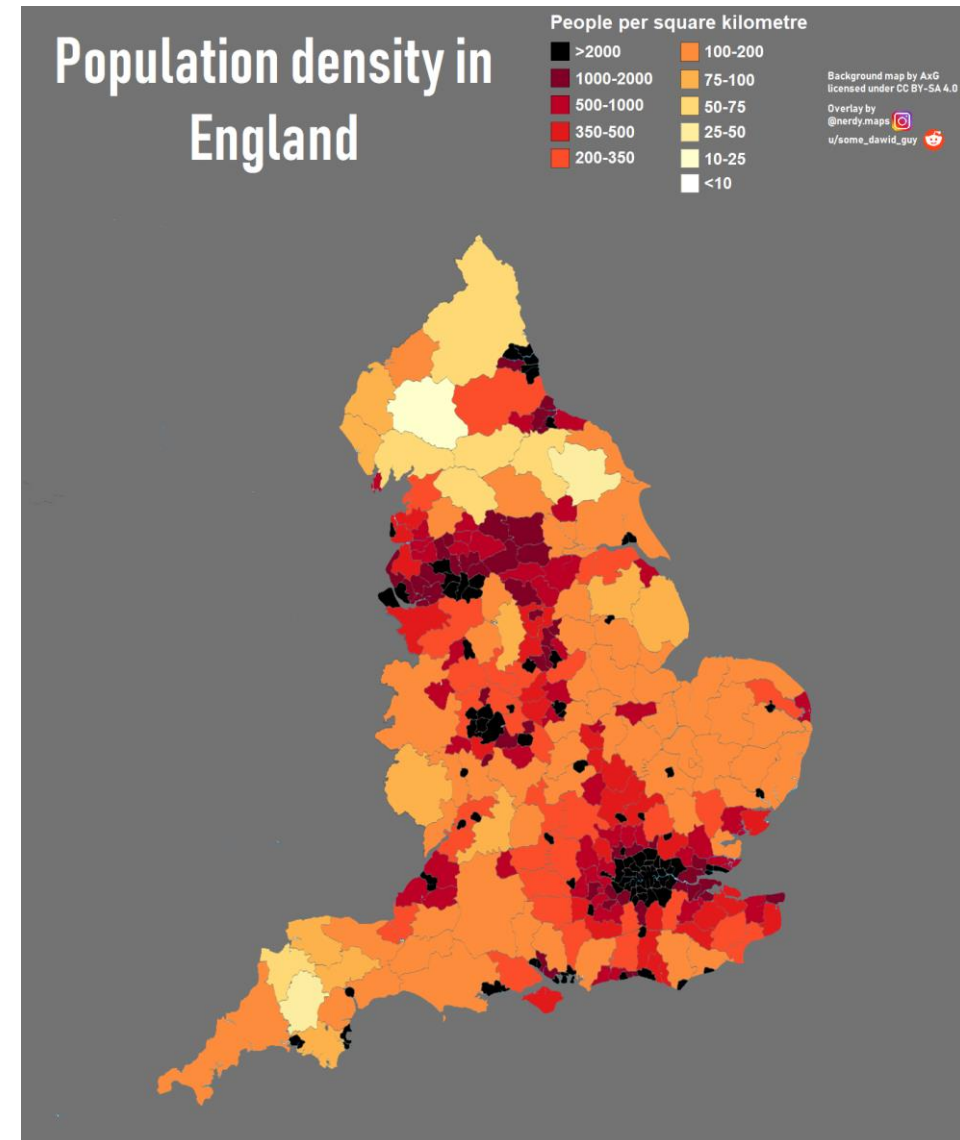 Population density in
England
People per square kilometre
>2000
1000-2000
500-1000
350-500
200-350
100-200
75-100
50-75
25-50
10-25
<10
Background map by AxG
licensed under CC BY-SA 4.0
Overlay by
@nerdy.maps
u/some_dawid_guy